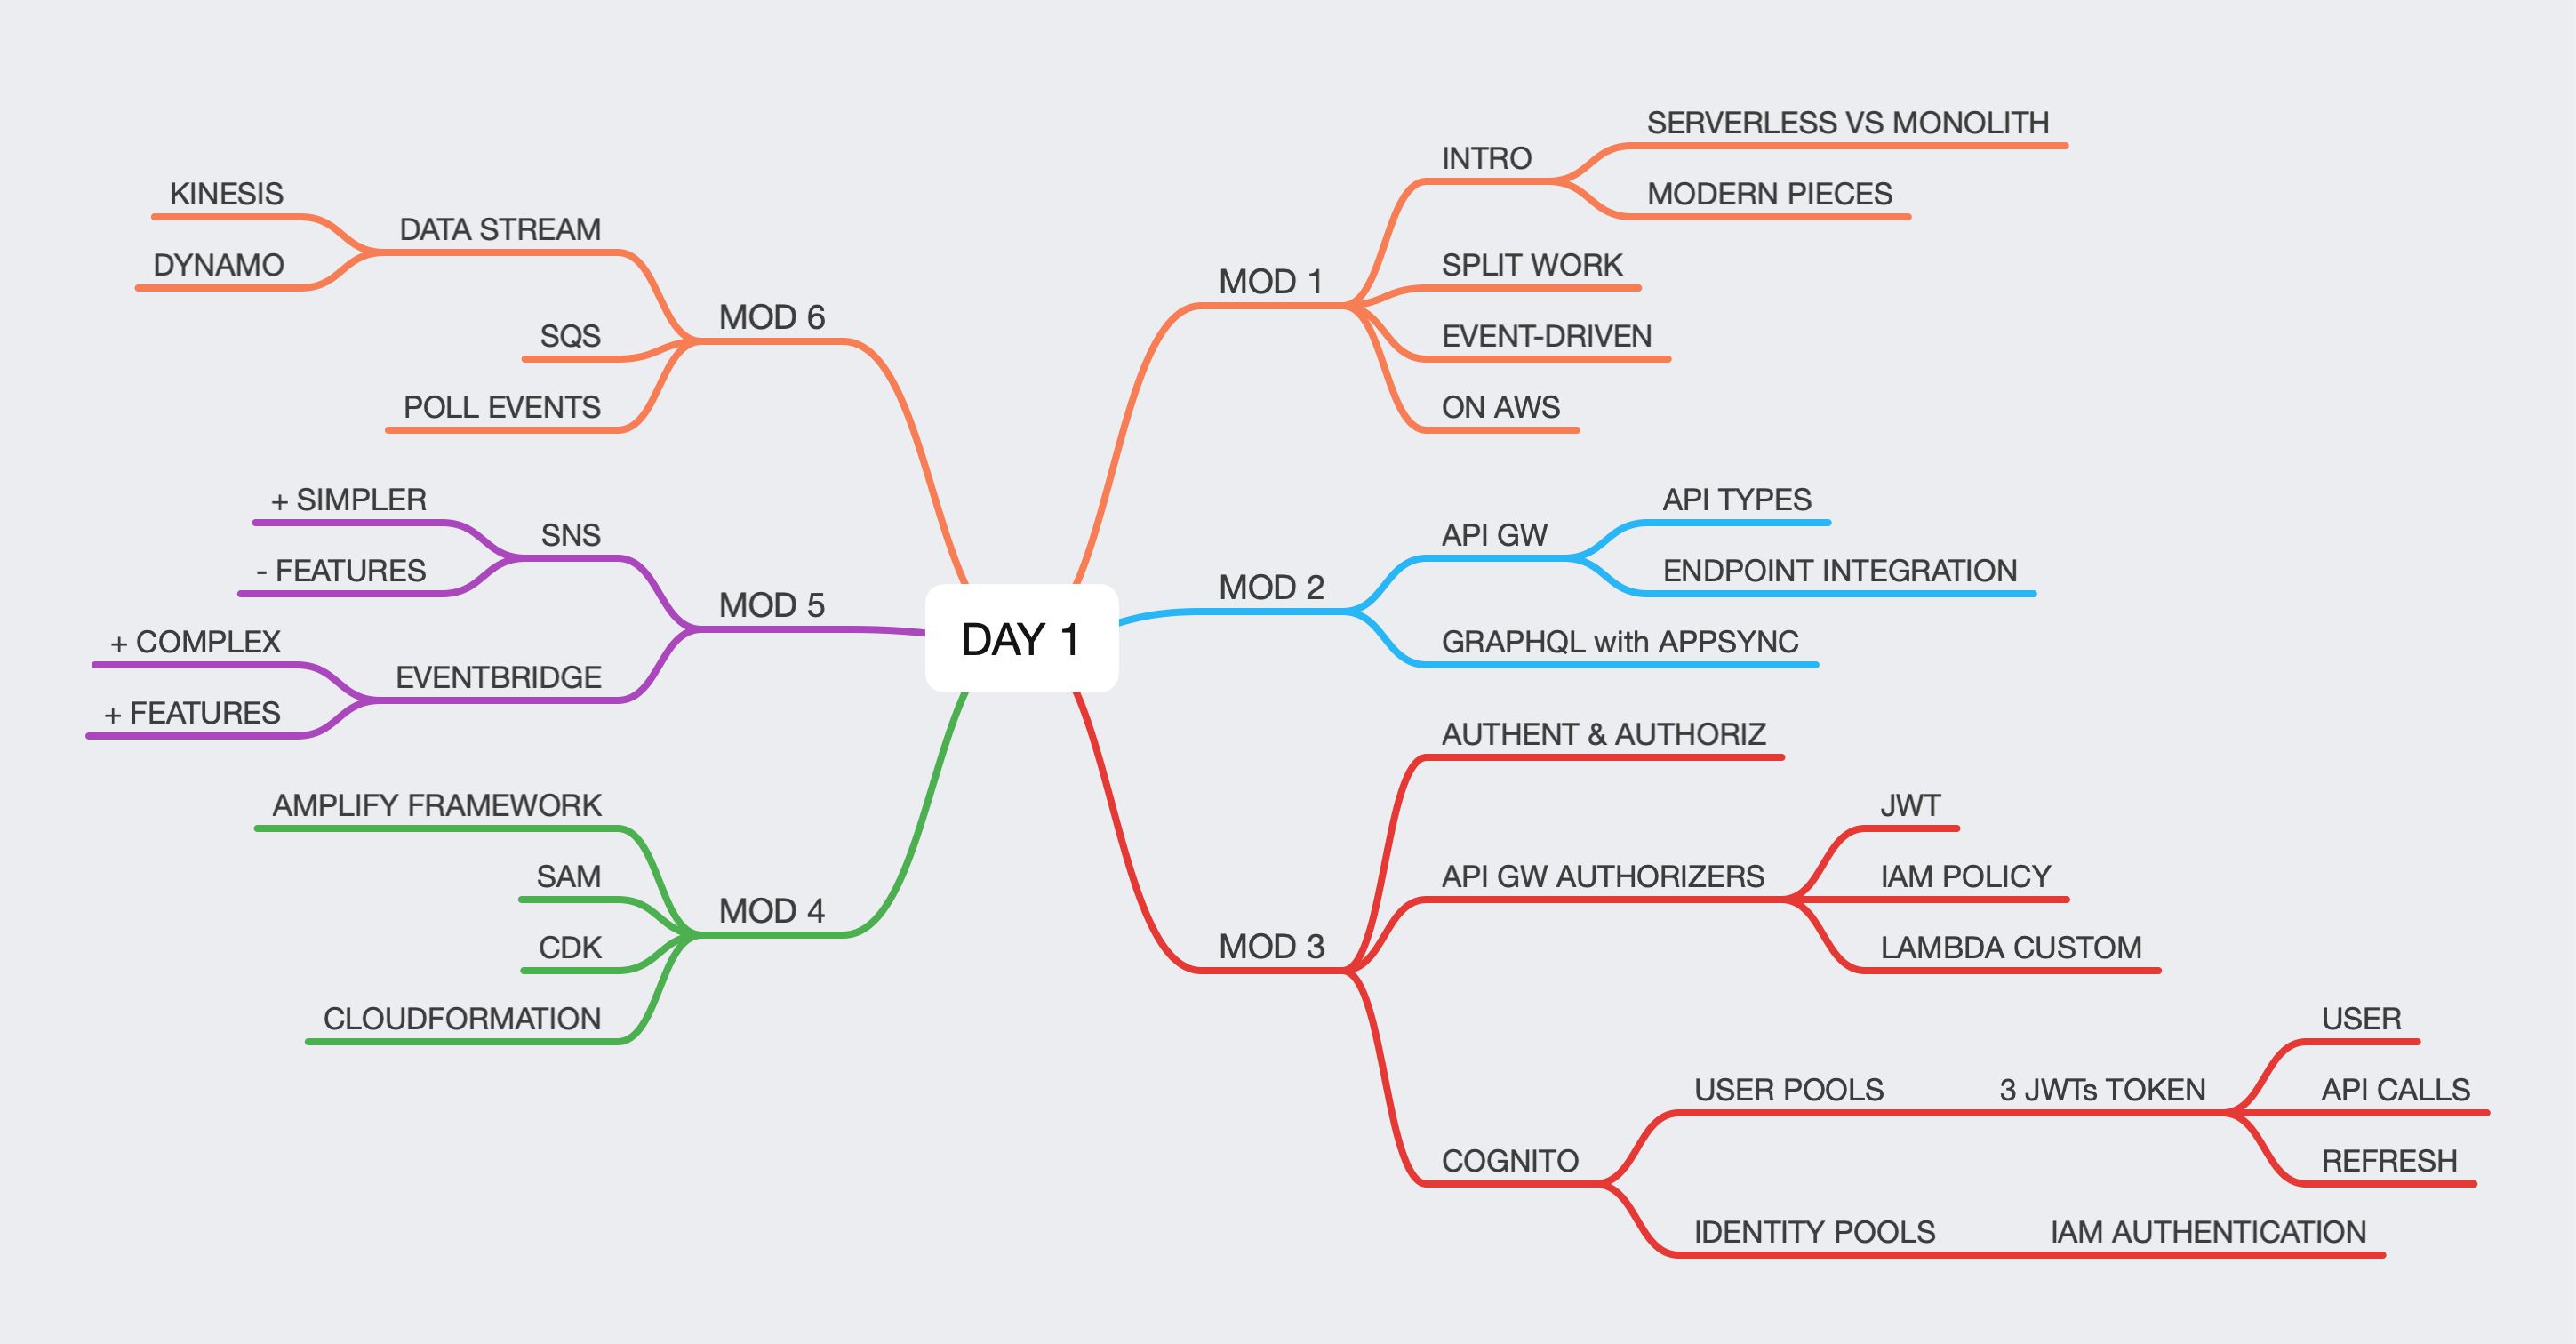 DAY 1
MOD 1
INTRO
SERVERLESS VS MONOLITH
MODERN PIECES
SPLIT WORK
EVENT-DRIVEN
ON AWS
MOD 2
API GW
API TYPES
ENDPOINT INTEGRATION
GRAPHQL with APPSYNC
MOD 3
AUTHENT & AUTHORIZ
API GW AUTHORIZERS
JWT
IAM POLICY
LAMBDA CUSTOM
COGNITO
USER POOLS
3 JWTs TOKEN
USER
API CALLS
REFRESH
IDENTITY POOLS
IAM AUTHENTICATION
MOD 4
AMPLIFY FRAMEWORK
SAM
CDK
CLOUDFORMATION
MOD 5
SNS
+ SIMPLER
- FEATURES
EVENTBRIDGE
+ COMPLEX
+ FEATURES
MOD 6
DATA STREAM
KINESIS
DYNAMO
SQS
POLL EVENTS